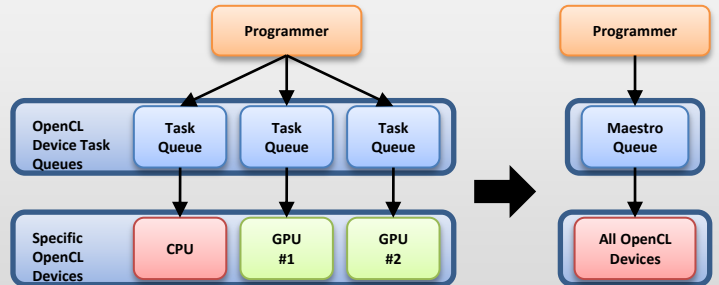 Programmer
OpenCL
Device Task
Queues
Task
Queue
Task
Queue
Task
Queue
Specific
OpenCL
Devices
CPU
GPU
#1
GPU
#2
Programmer
Maestro
Queue
All OpenCL
Devices